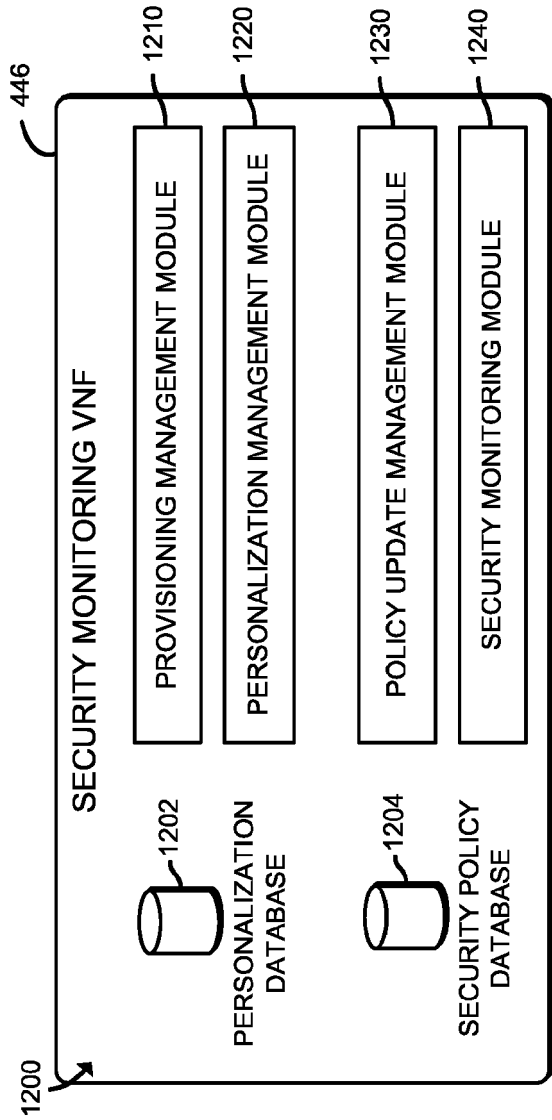 1200
446
SECURITY MONITORING VNF
1202
PERSONALIZATION
DATABASE
1204
SECURITY POLICY
DATABASE
PROVISIONING MANAGEMENT MODULE
1210
PERSONALIZATION MANAGEMENT MODULE
1220
POLICY UPDATE MANAGEMENT MODULE
1230
SECURITY MONITORING MODULE
1240